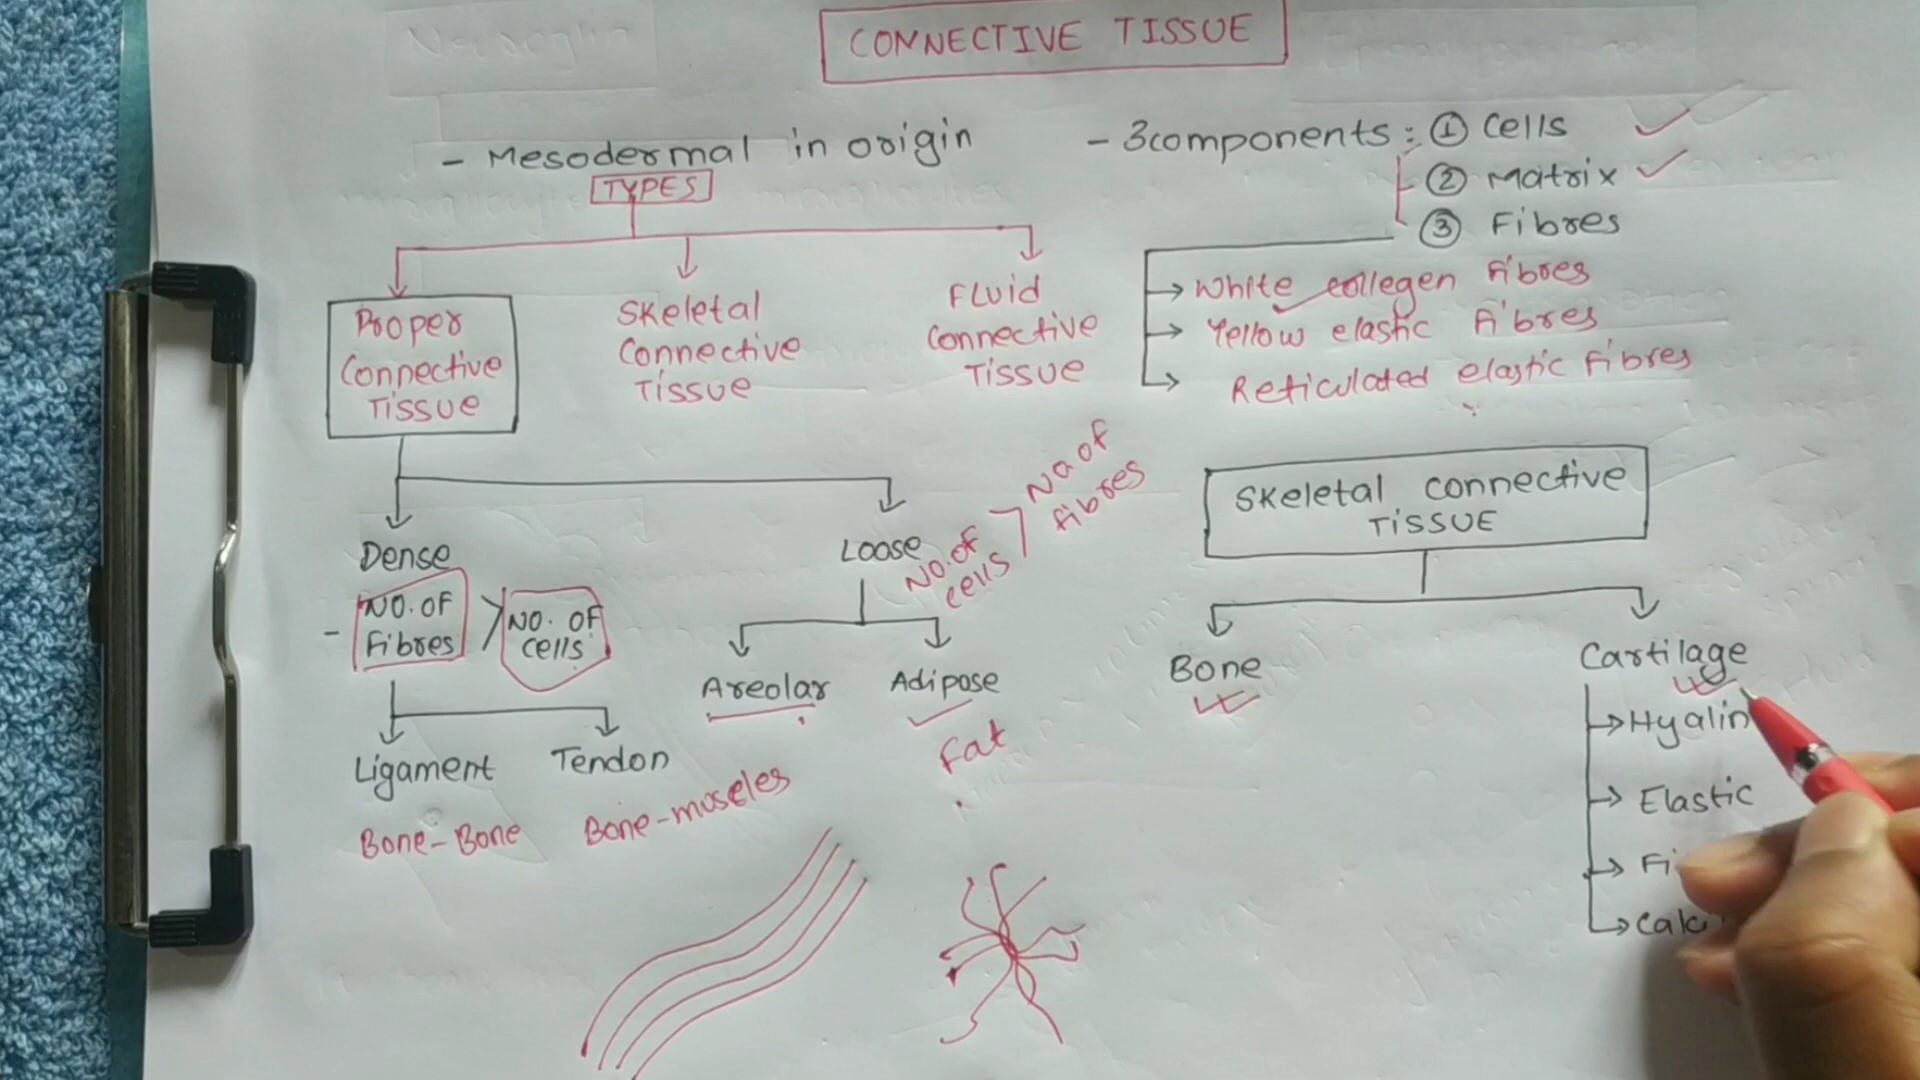 CONNECTIVE TISSUE
- Mesodermal in origin
- 3components : ① Cells
② Matrix
③ Fibres
TYPES
Proper
Connective
Tissue
Skeletal
Connective
Tissue
Fluid
Connective
Tissue
White collegen Fibres
Yellow elastic Fibres
Reticulated elastic Fibres
Dense
- NO. OF Fibres > NO. OF cells
Loose
NO. of cells > No of fibres
Ligament
Tendon
Bone-Bone
Bone-museles
Areolar
Adipose
Fat
Skeletal connective
TISSUE
Bone
Cartilage
Hyalin
Elastic